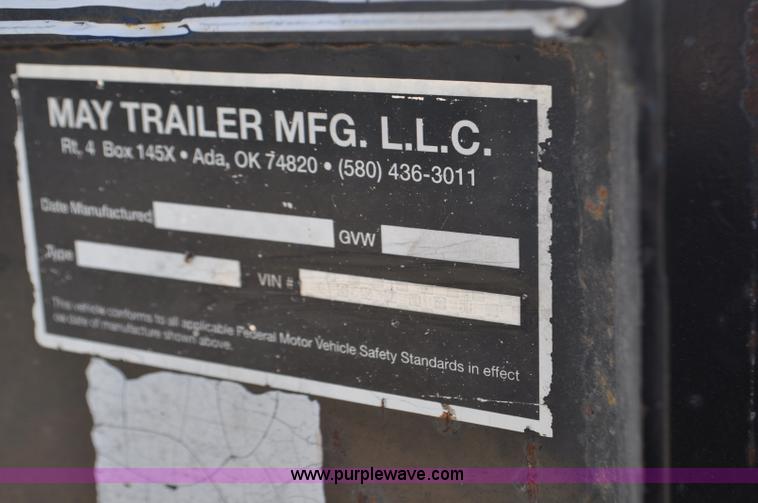 MAY TRAILER MFG. L.L.C.
Rt. 4 Box 145X • Ada, OK 74820 • (580) 436-3011
Date Manufactured GVW
Type VIN #
This vehicle conforms to all applicable Federal Motor Vehicle Safety Standards in effect
on date of manufacture shown above.
www.purplewave.com